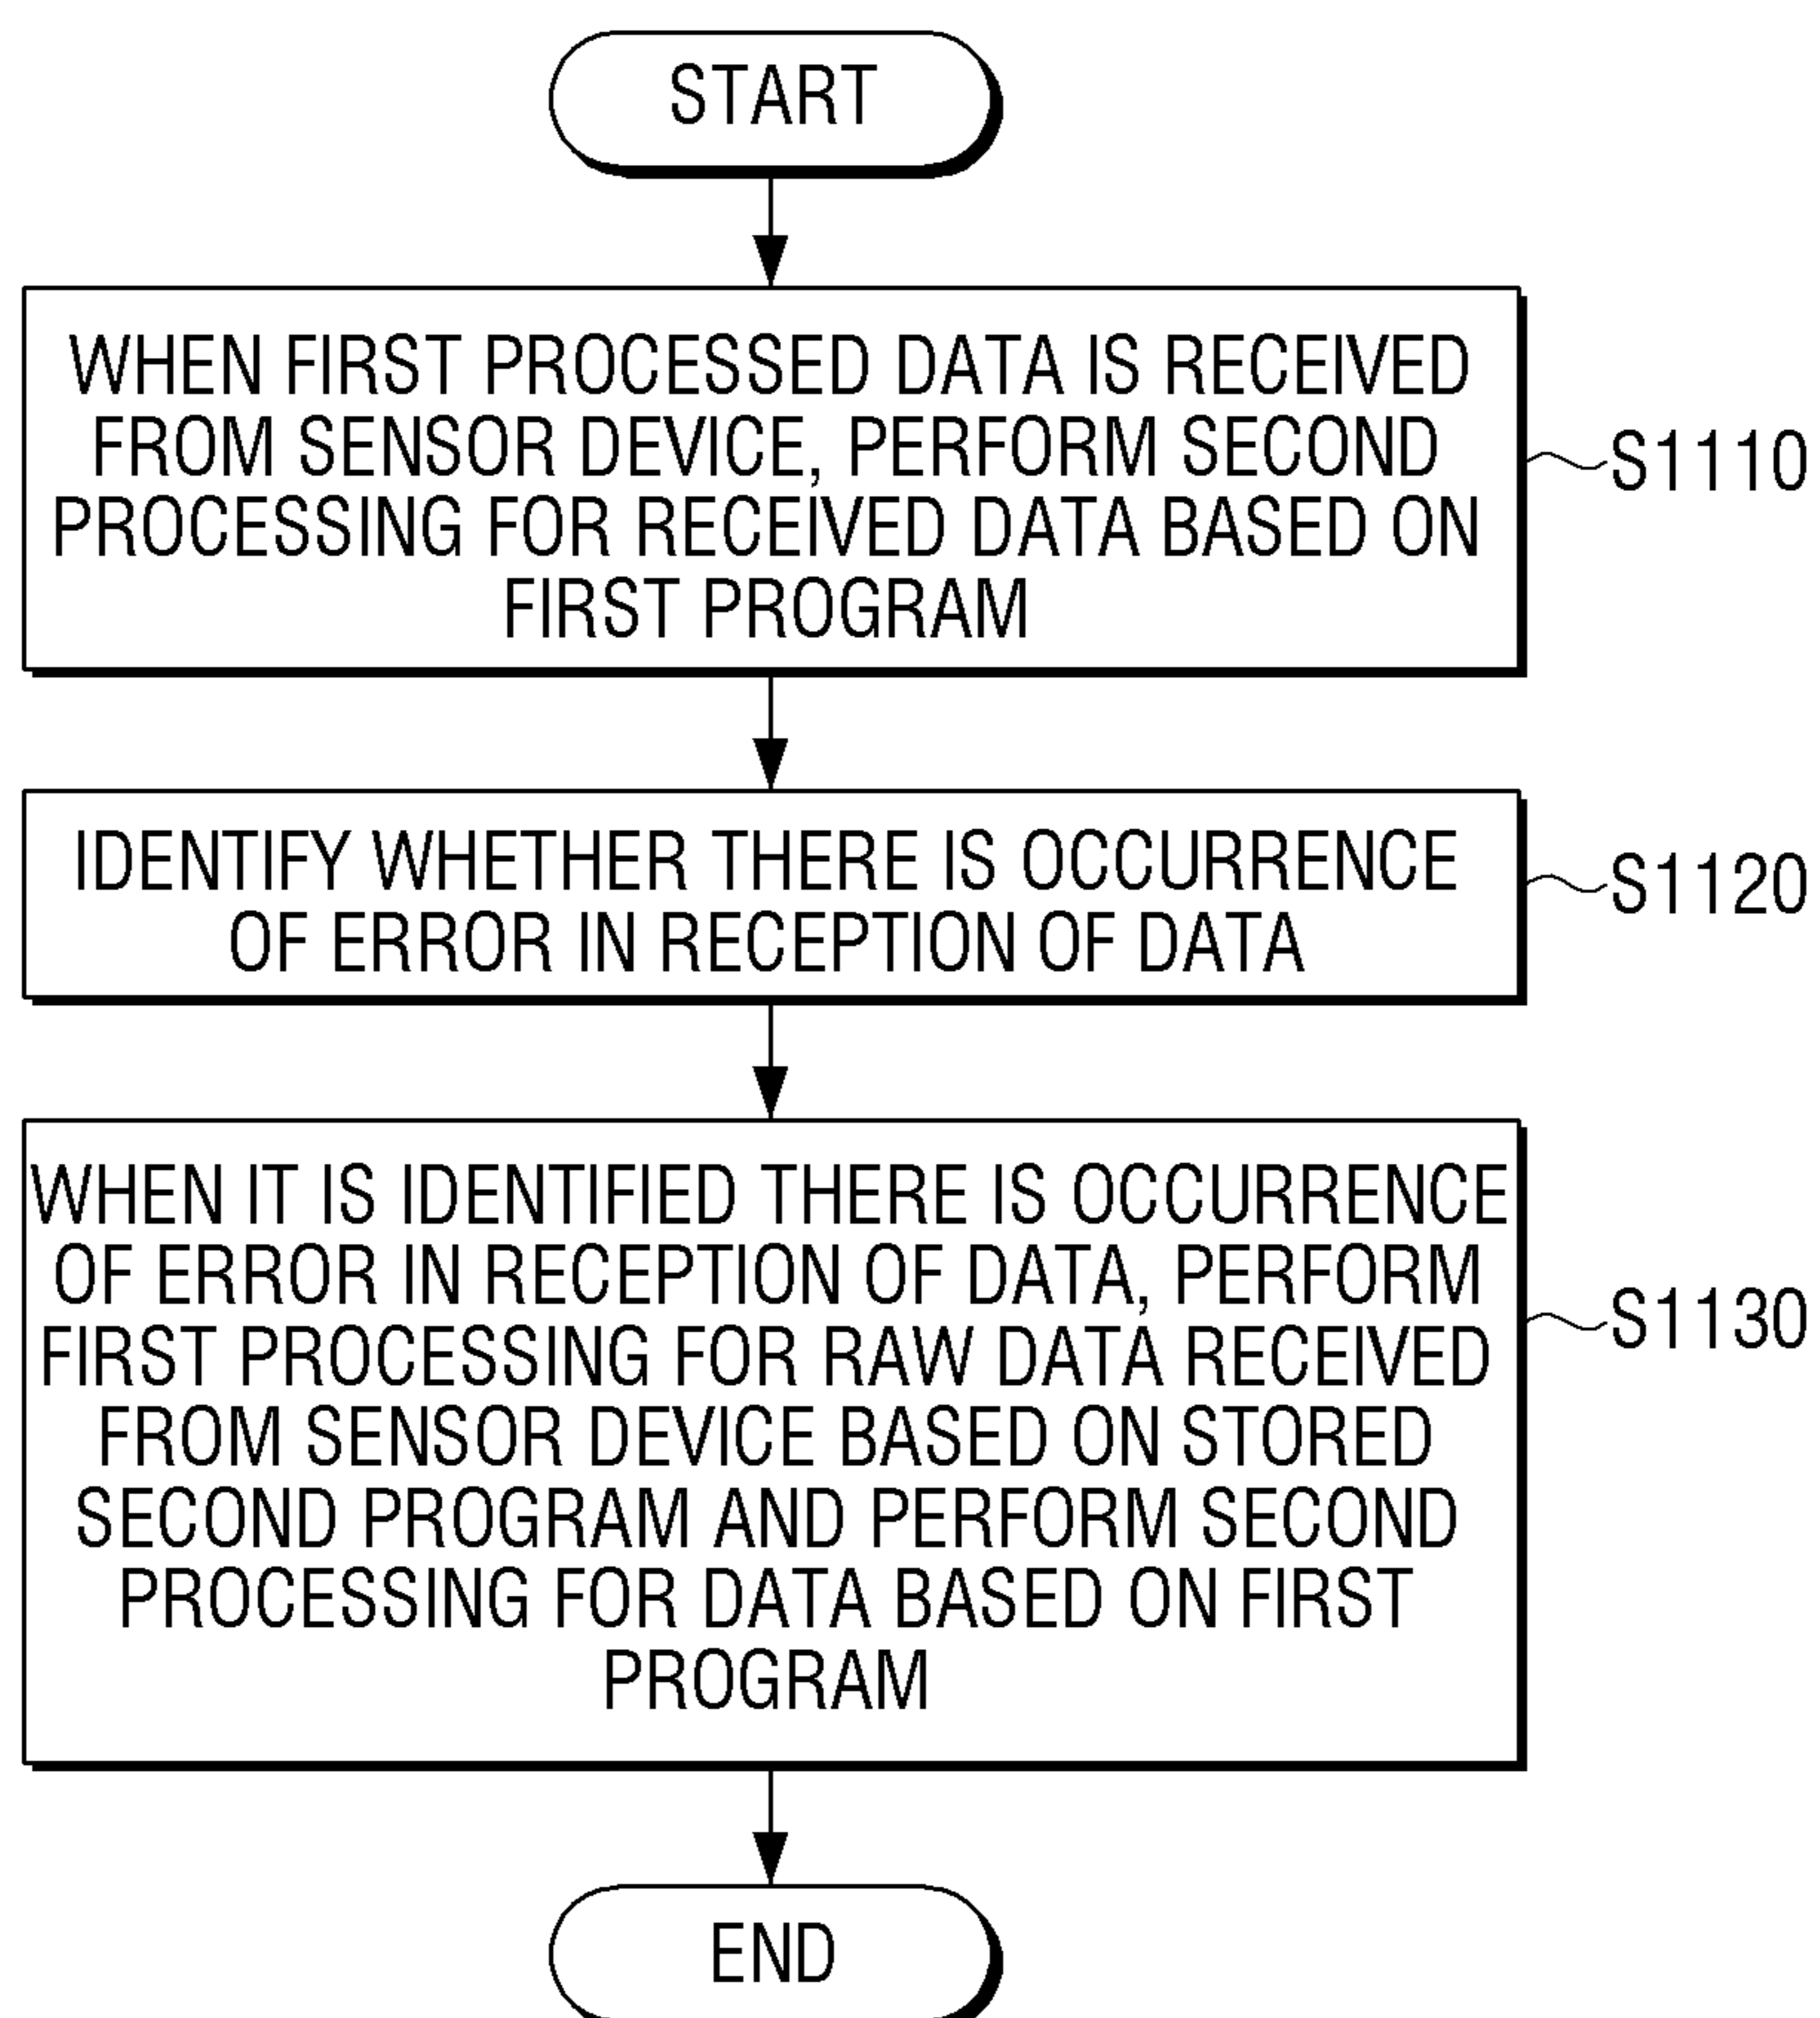 START
WHEN FIRST PROCESSED DATA IS RECEIVED
FROM SENSOR DEVICE, PERFORM SECOND
PROCESSING FOR RECEIVED DATA BASED ON
FIRST PROGRAM
S1110
IDENTIFY WHETHER THERE IS OCCURRENCE
OF ERROR IN RECEPTION OF DATA
S1120
WHEN IT IS IDENTIFIED THERE IS OCCURRENCE
OF ERROR IN RECEPTION OF DATA, PERFORM
FIRST PROCESSING FOR RAW DATA RECEIVED
FROM SENSOR DEVICE BASED ON STORED
SECOND PROGRAM AND PERFORM SECOND
PROCESSING FOR DATA BASED ON FIRST
PROGRAM
S1130
END